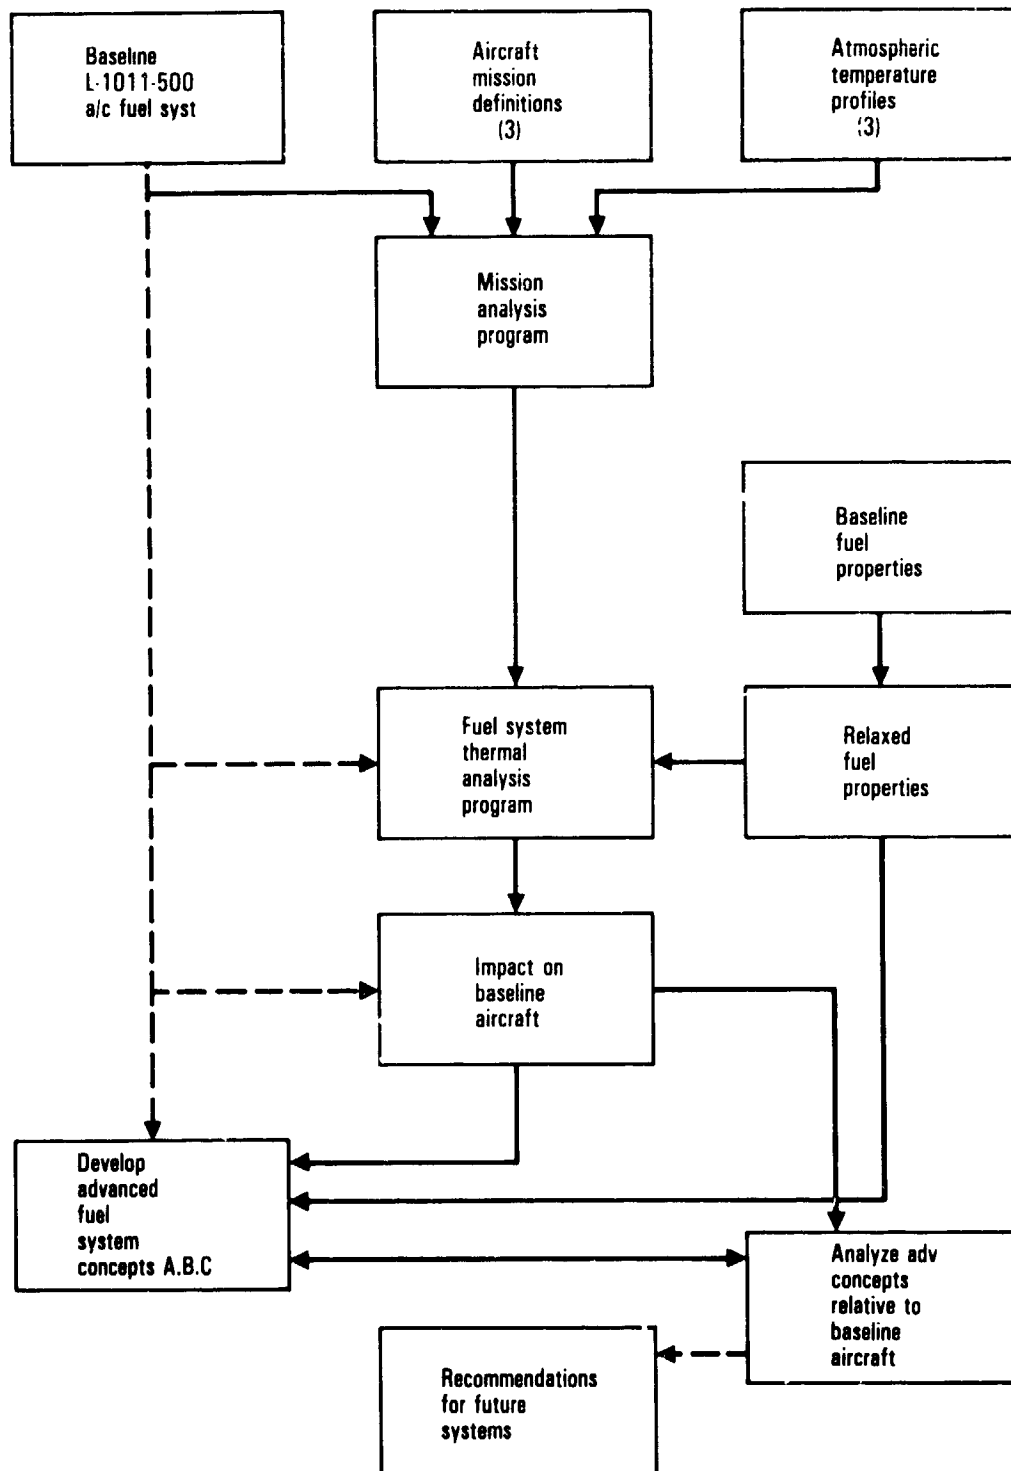 Baseline
L-1011-500
a/c fuel syst
Aircraft
mission
definitions
(3)
Atmospheric
temperature
profiles
(3)
Mission
analysis
program
Baseline
fuel
properties
Fuel system
thermal
analysis
program
Relaxed
fuel
properties
Impact on
baseline
aircraft
Develop
advanced
fuel
system
concepts A.B.C
Analyze adv
concepts
relative to
baseline
aircraft
Recommendations
for future
systems